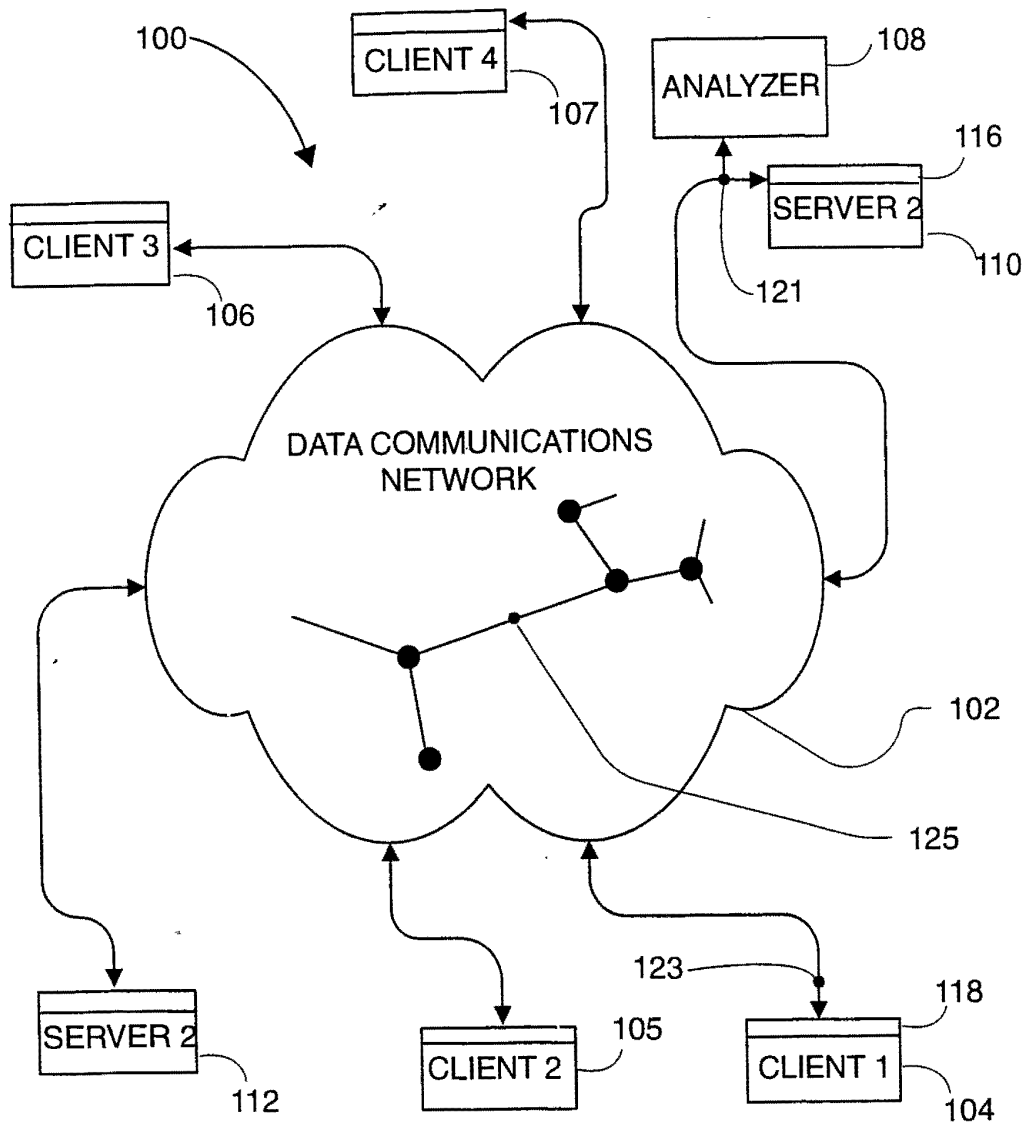 100
CLIENT 4
107
108
ANALYZER
116
SERVER 2
110
121
CLIENT 3
106
DATA COMMUNICATIONS
NETWORK
102
125
123
118
SERVER 2
112
CLIENT 2
105
CLIENT 1
104